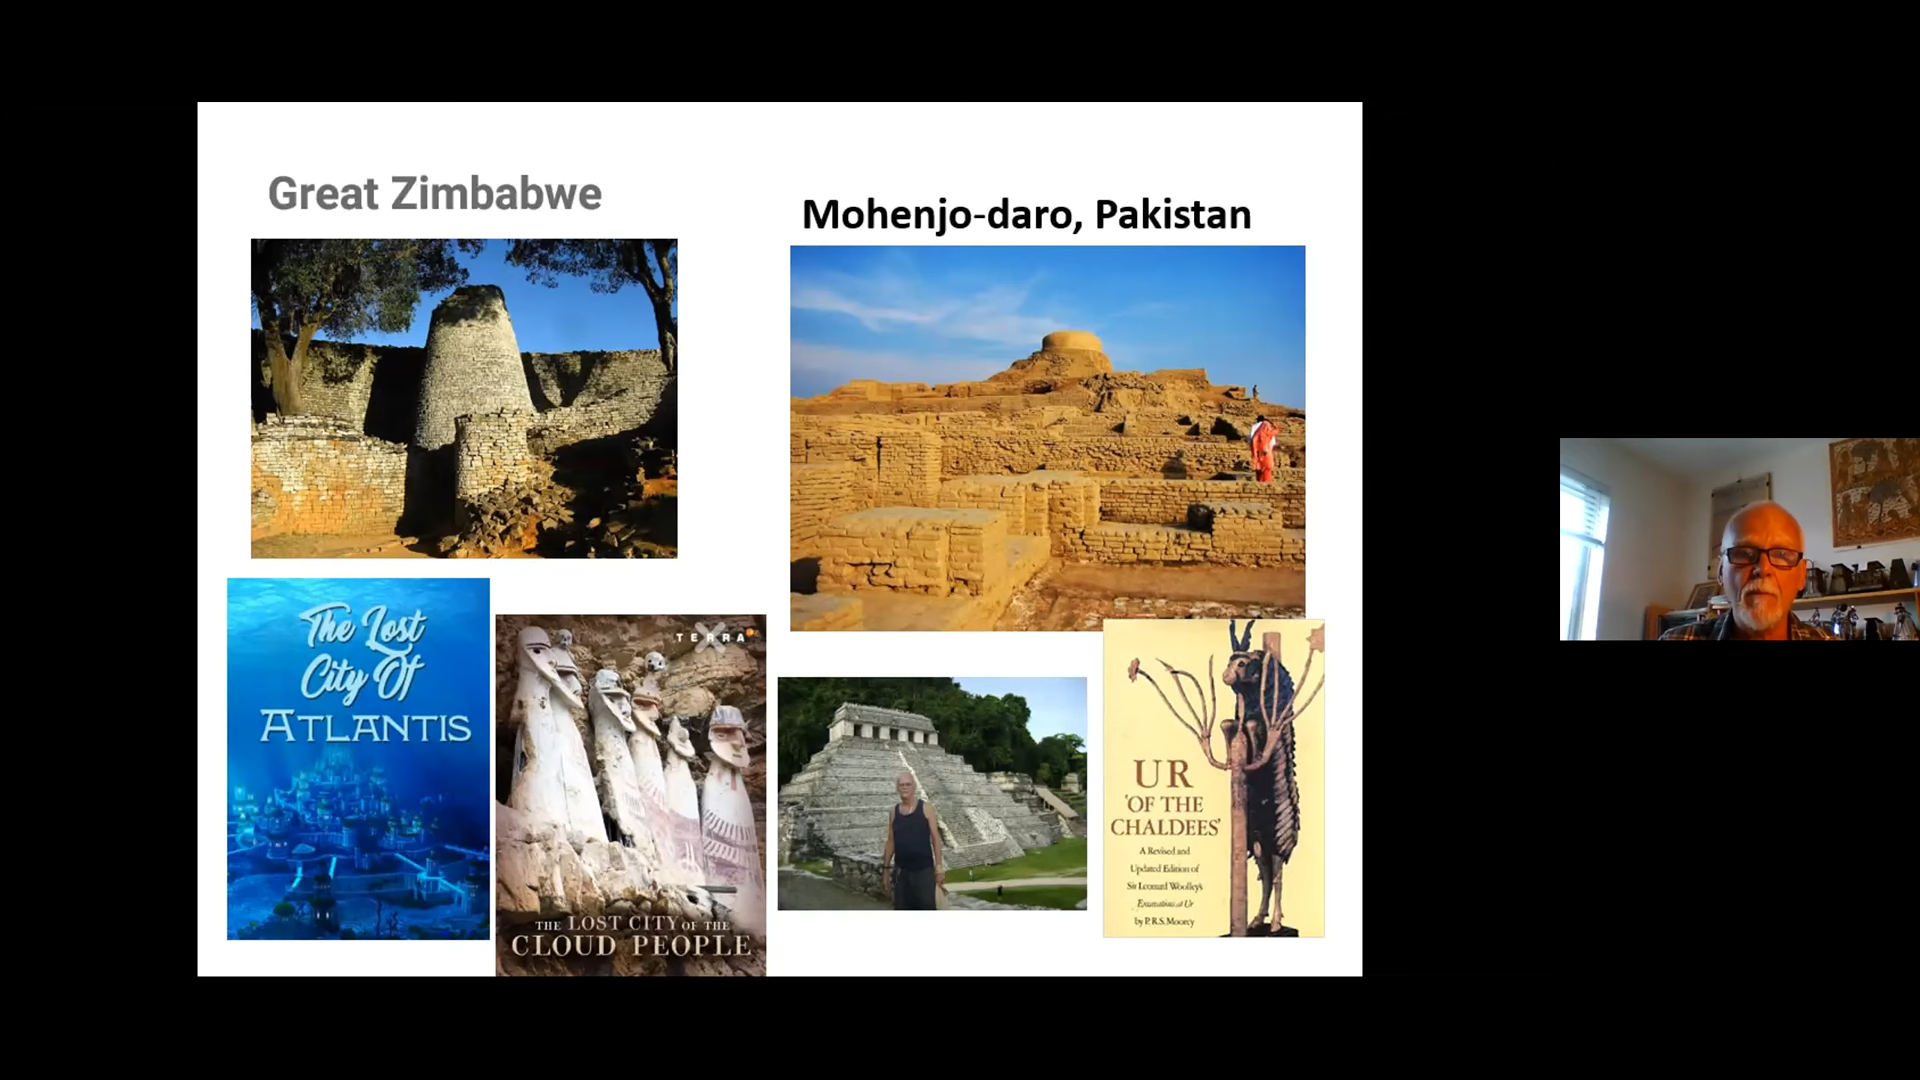 Great Zimbabwe
Mohenjo-daro, Pakistan
The Lost
City Of
ATLANTIS
TERRA X
THE LOST CITY OF THE
CLOUD PEOPLE
UR
'OF THE
CHALDEES'
A Revised and
Updated Edition of
Sir Leonard Woolley's
Excavations at Ur
by P.R.S. Moorey